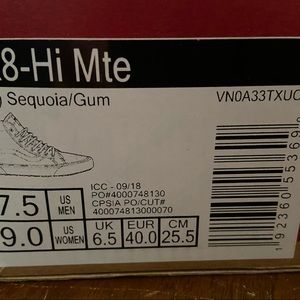 8-Hi Mte
) Sequoia/Gum
VN0A33TXUC
ICC - 09/18
PO#4000748130
CPSIA PO/CUT#
400074813000070
7.5 US MEN
9.0 US WOMEN
UK 6.5
EUR 40.0
CM 25.5